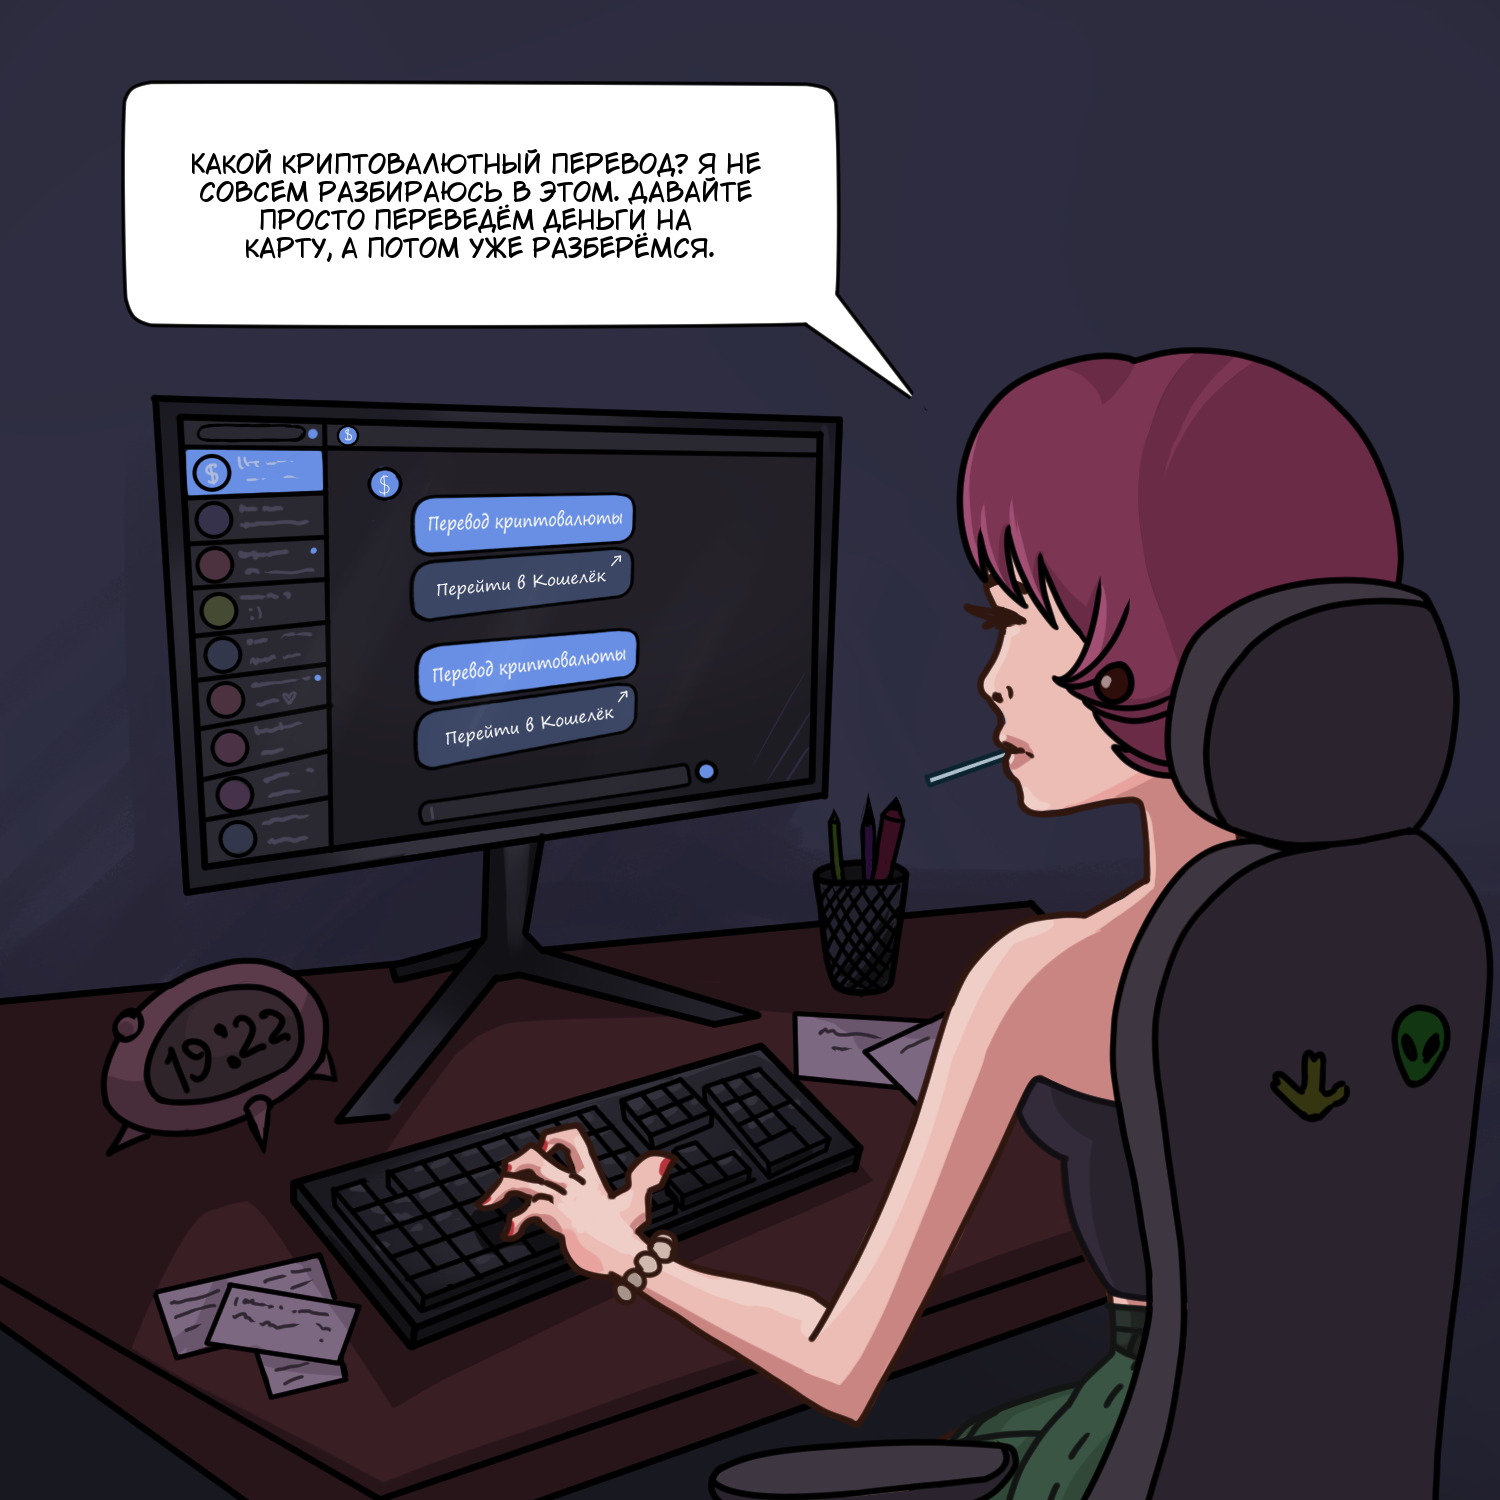 КАКОЙ КРИПТОВАЛЮТНЫЙ ПЕРЕВОД? Я НЕ
СОВСЕМ РАЗБИРАЮСЬ В ЭТОМ. ДАВАЙТЕ
ПРОСТО ПЕРЕВЕДЁМ ДЕНЬГИ НА
КАРТУ, А ПОТОМ УЖЕ РАЗБЕРЁМСЯ.
$
$
$
Перевод криптовалюты
Перейти в Кошелёк
:)
Перевод криптовалюты
Перейти в Кошелёк
19:22